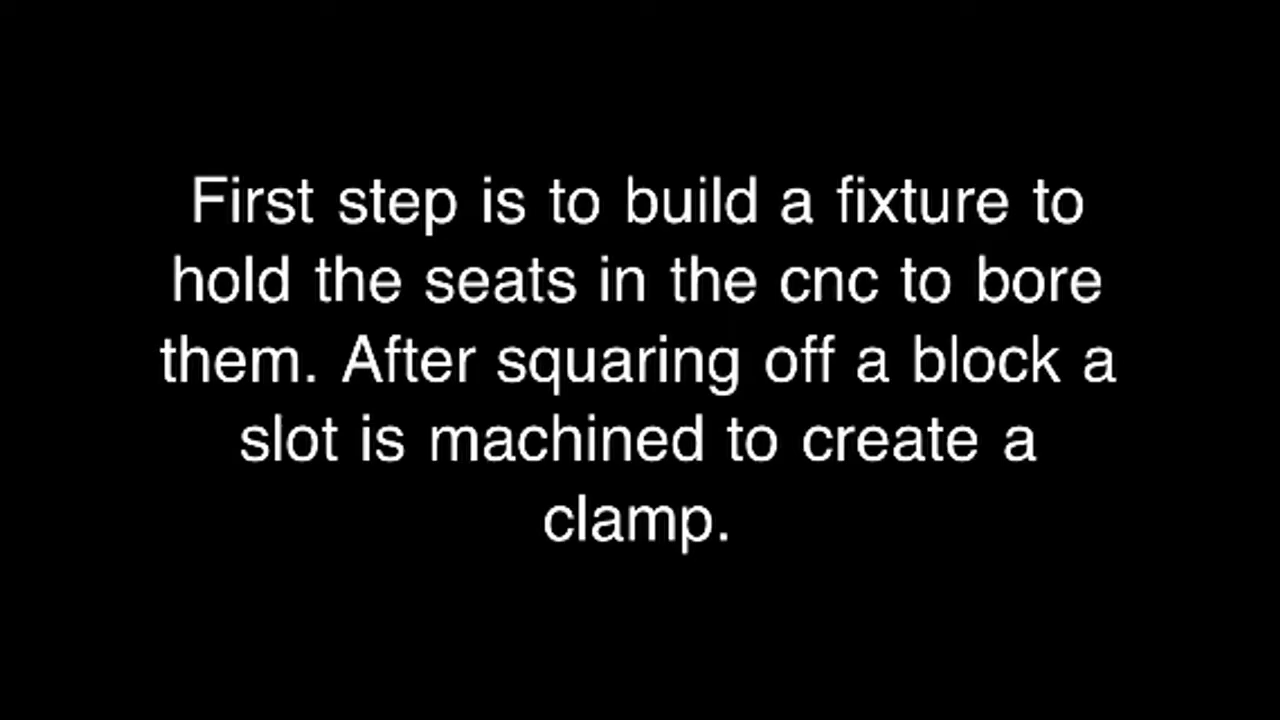 First step is to build a fixture to
hold the seats in the cnc to bore
them. After squaring off a block a
slot is machined to create a
clamp.